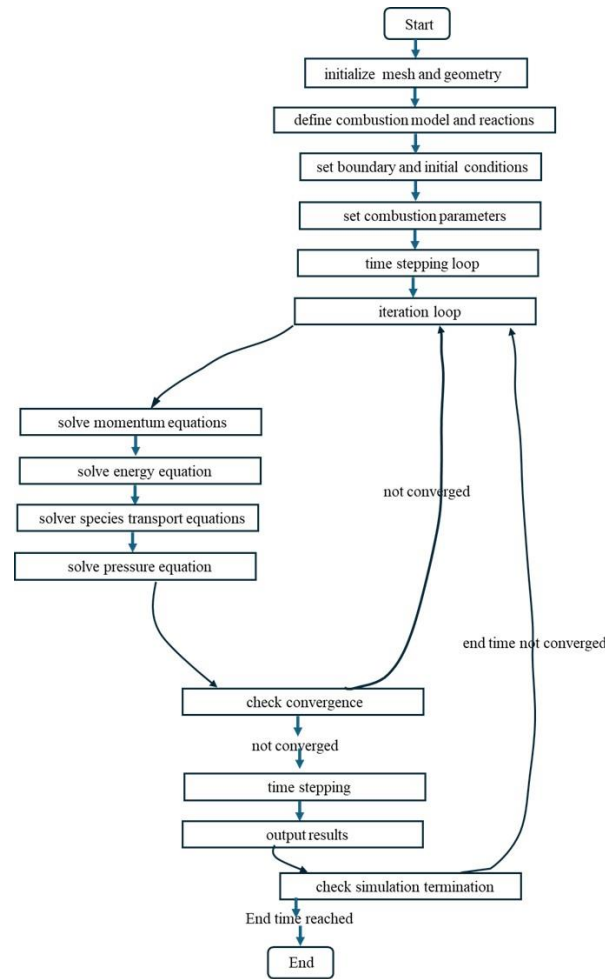 Start
initialize mesh and geometry
define combustion model and reactions
set boundary and initial conditions
set combustion parameters
time stepping loop
iteration loop
solve momentum equations
solve energy equation
solver species transport equations
solve pressure equation
not converged
end time not converged
check convergence
not converged
time stepping
output results
check simulation termination
End time reached
End